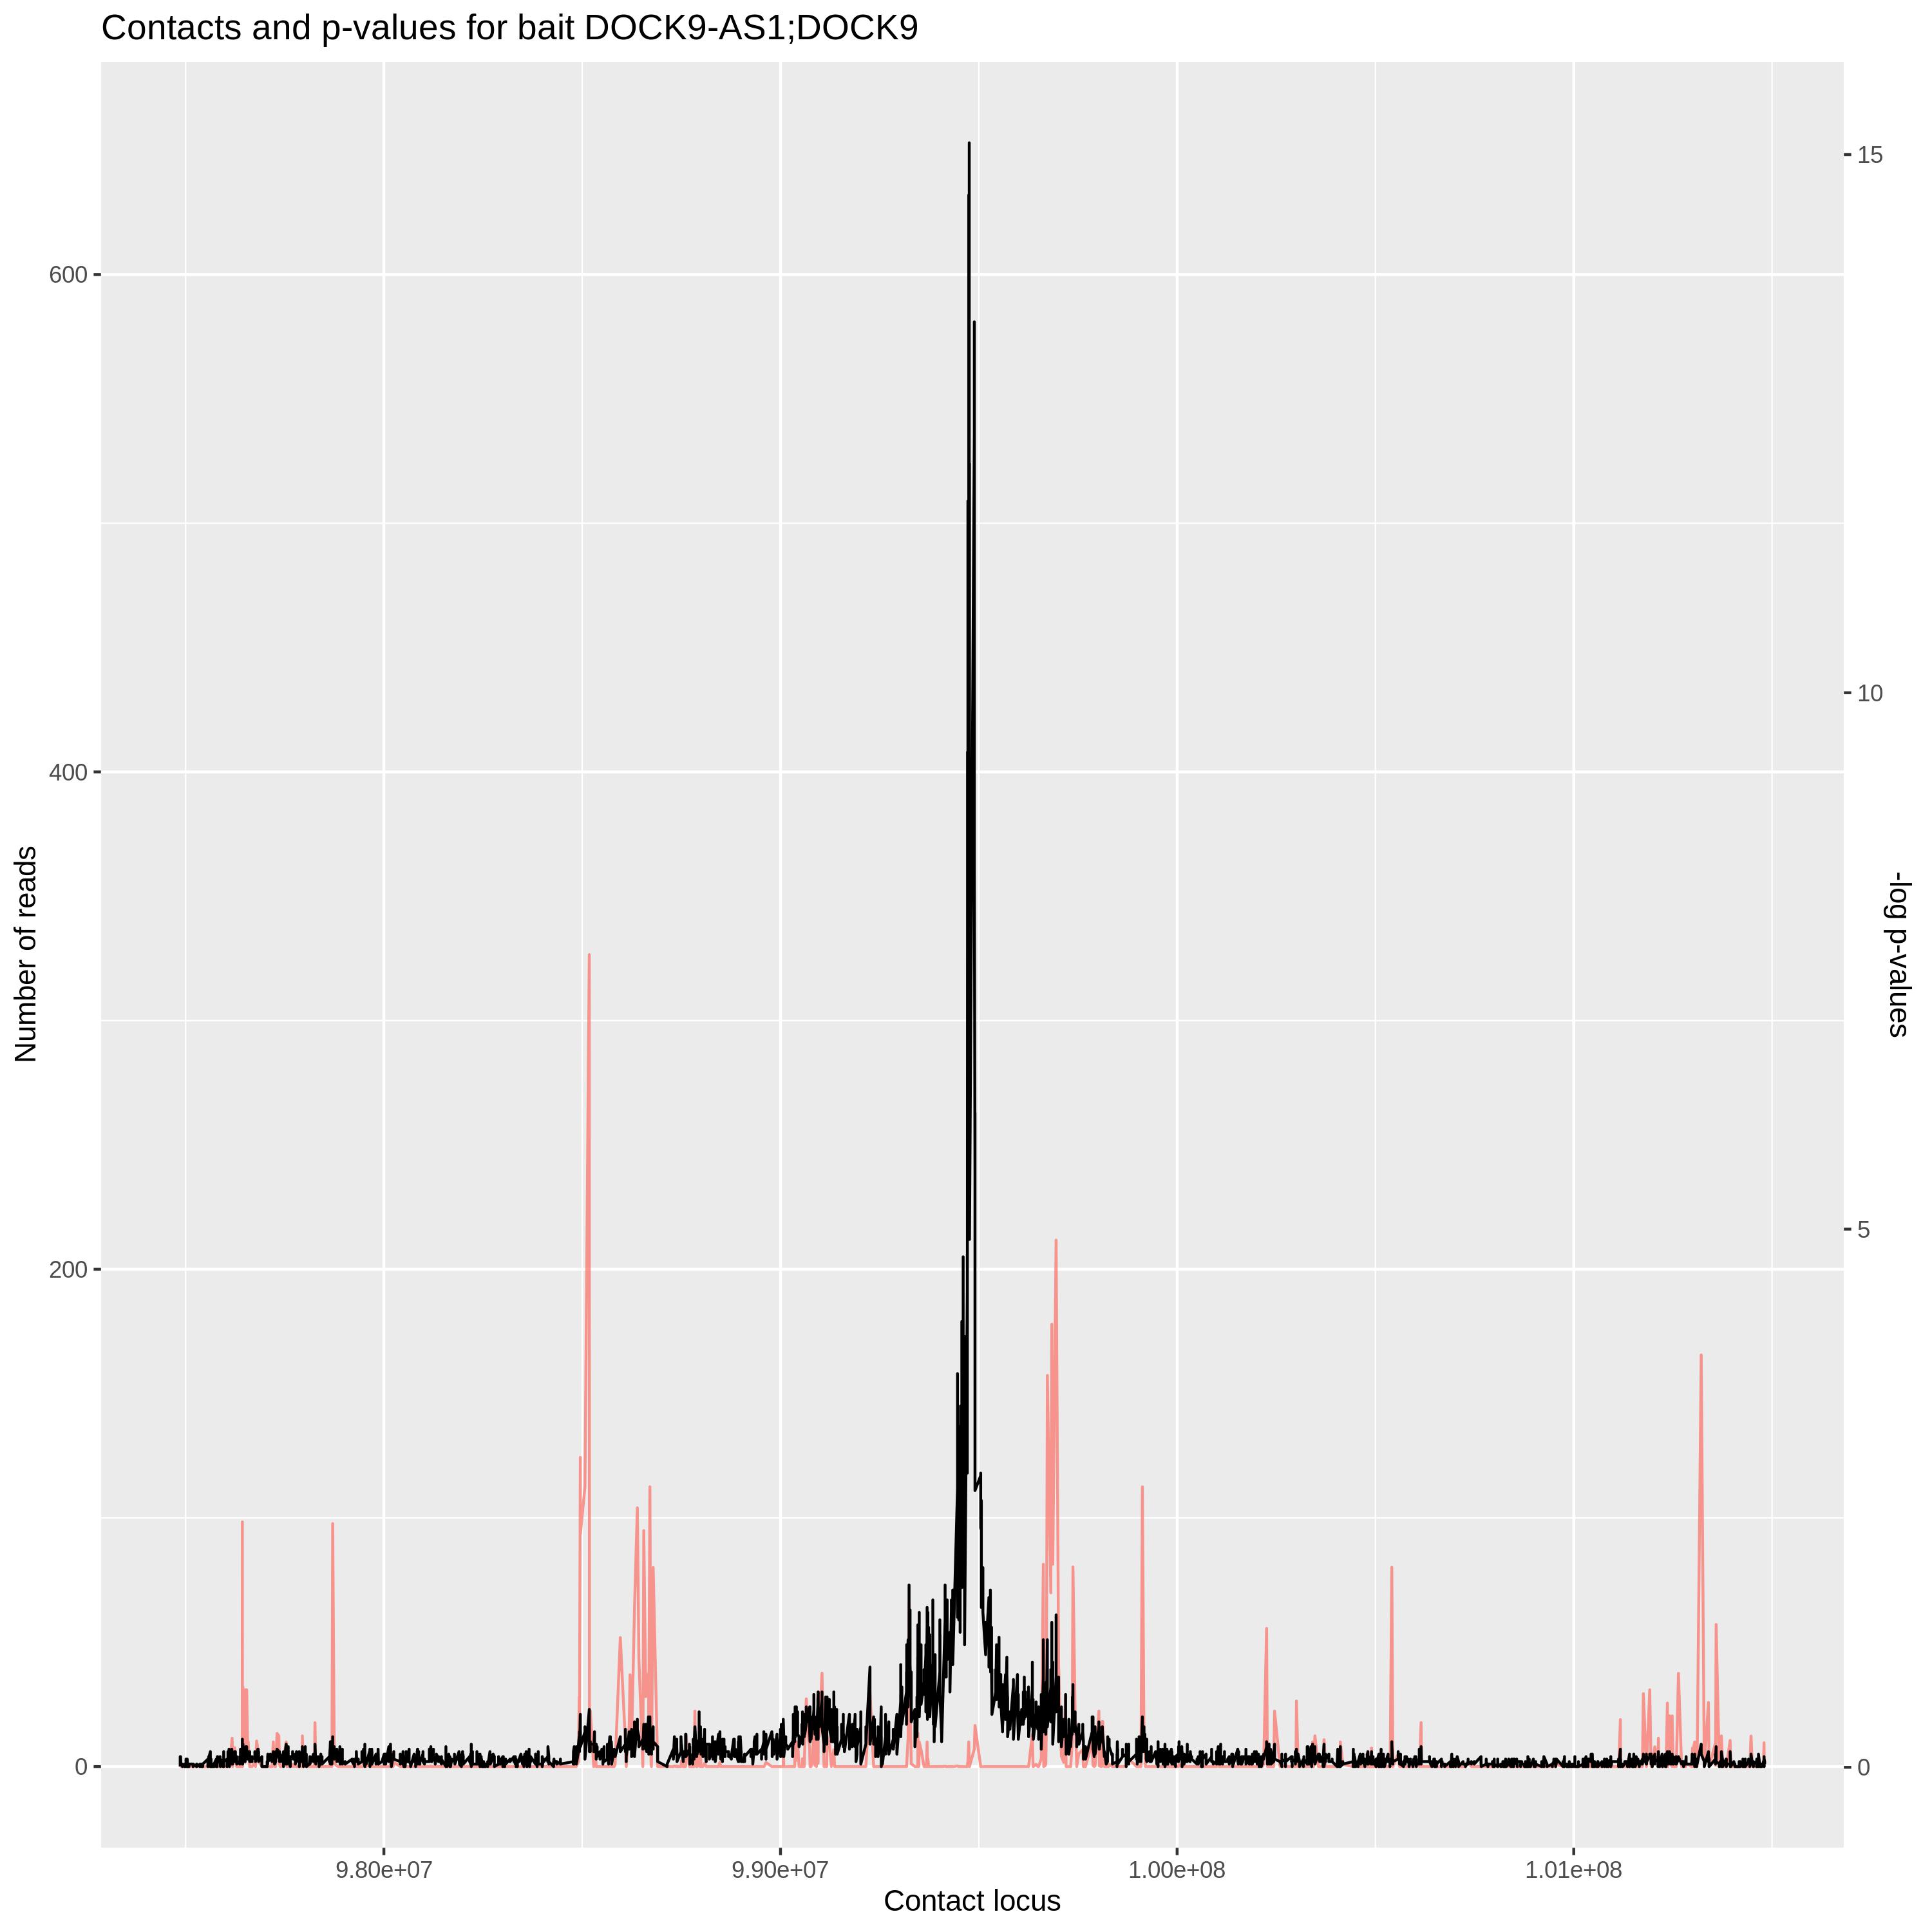 Contacts and p-values for bait DOCK9-AS1;DOCK9
600
400
200
0
15
10
5
0
Number of reads
-log p-values
9.80e+07
9.90e+07
1.00e+08
1.01e+08
Contact locus